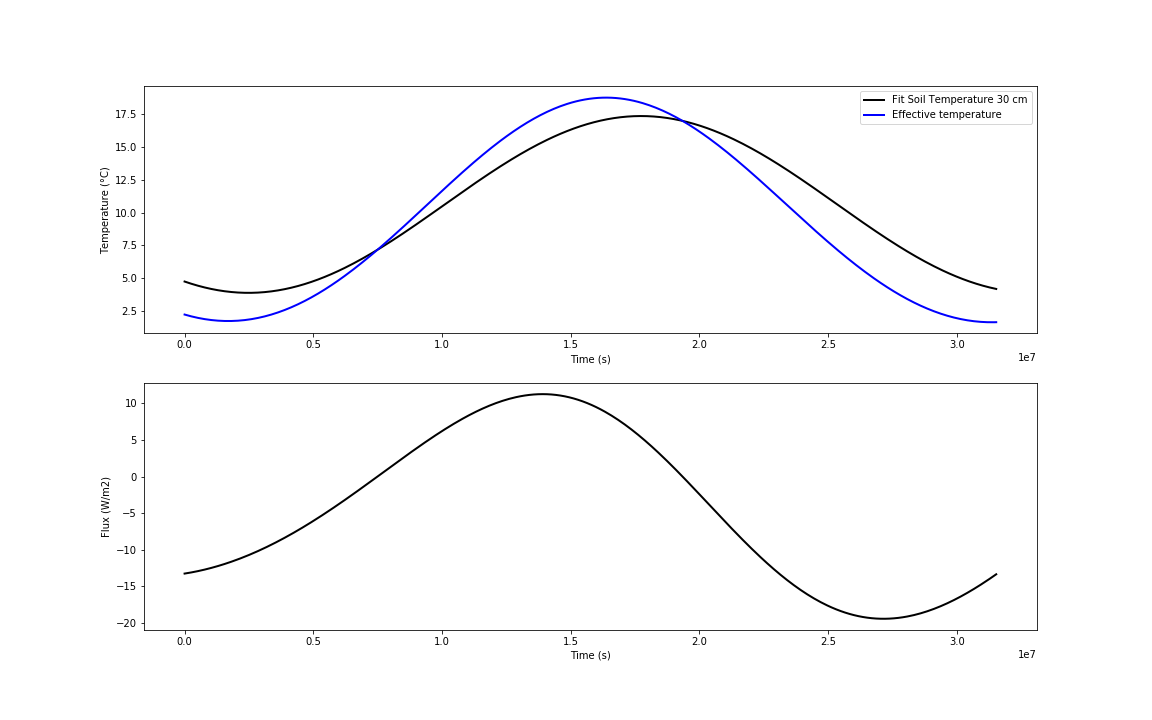 Fit Soil Temperature 30 cm
Effective temperature
Temperature (°C)
17.5
15.0
12.5
10.0
7.5
5.0
2.5
0.0 0.5 1.0 1.5 2.0 2.5 3.0
1e7
Time (s)
Flux (W/m2)
10
5
0
−5
−10
−15
−20
0.0 0.5 1.0 1.5 2.0 2.5 3.0
1e7
Time (s)